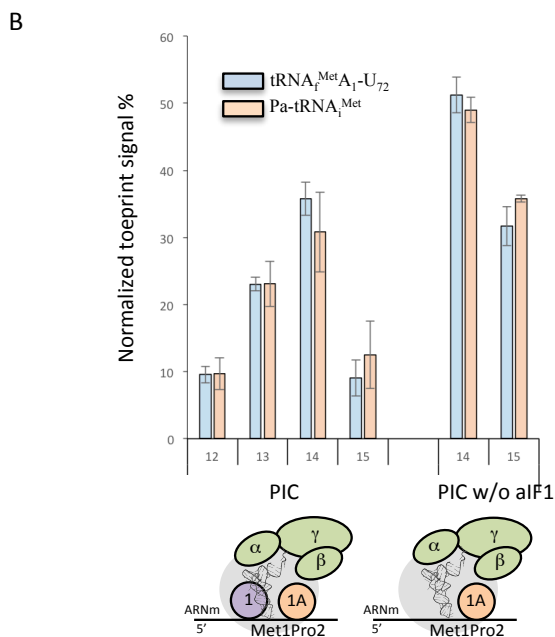 B
60
50
40
30
20
10
0
Normalized toeprint signal %
tRNAfMetA1-U72
Pa-tRNAiMet
12 13 14 15 14 15
PIC PIC w/o aIF1
α γ β 1 1A
ARNm
5’ Met1Pro2
α γ β 1A
ARNm
5’ Met1Pro2